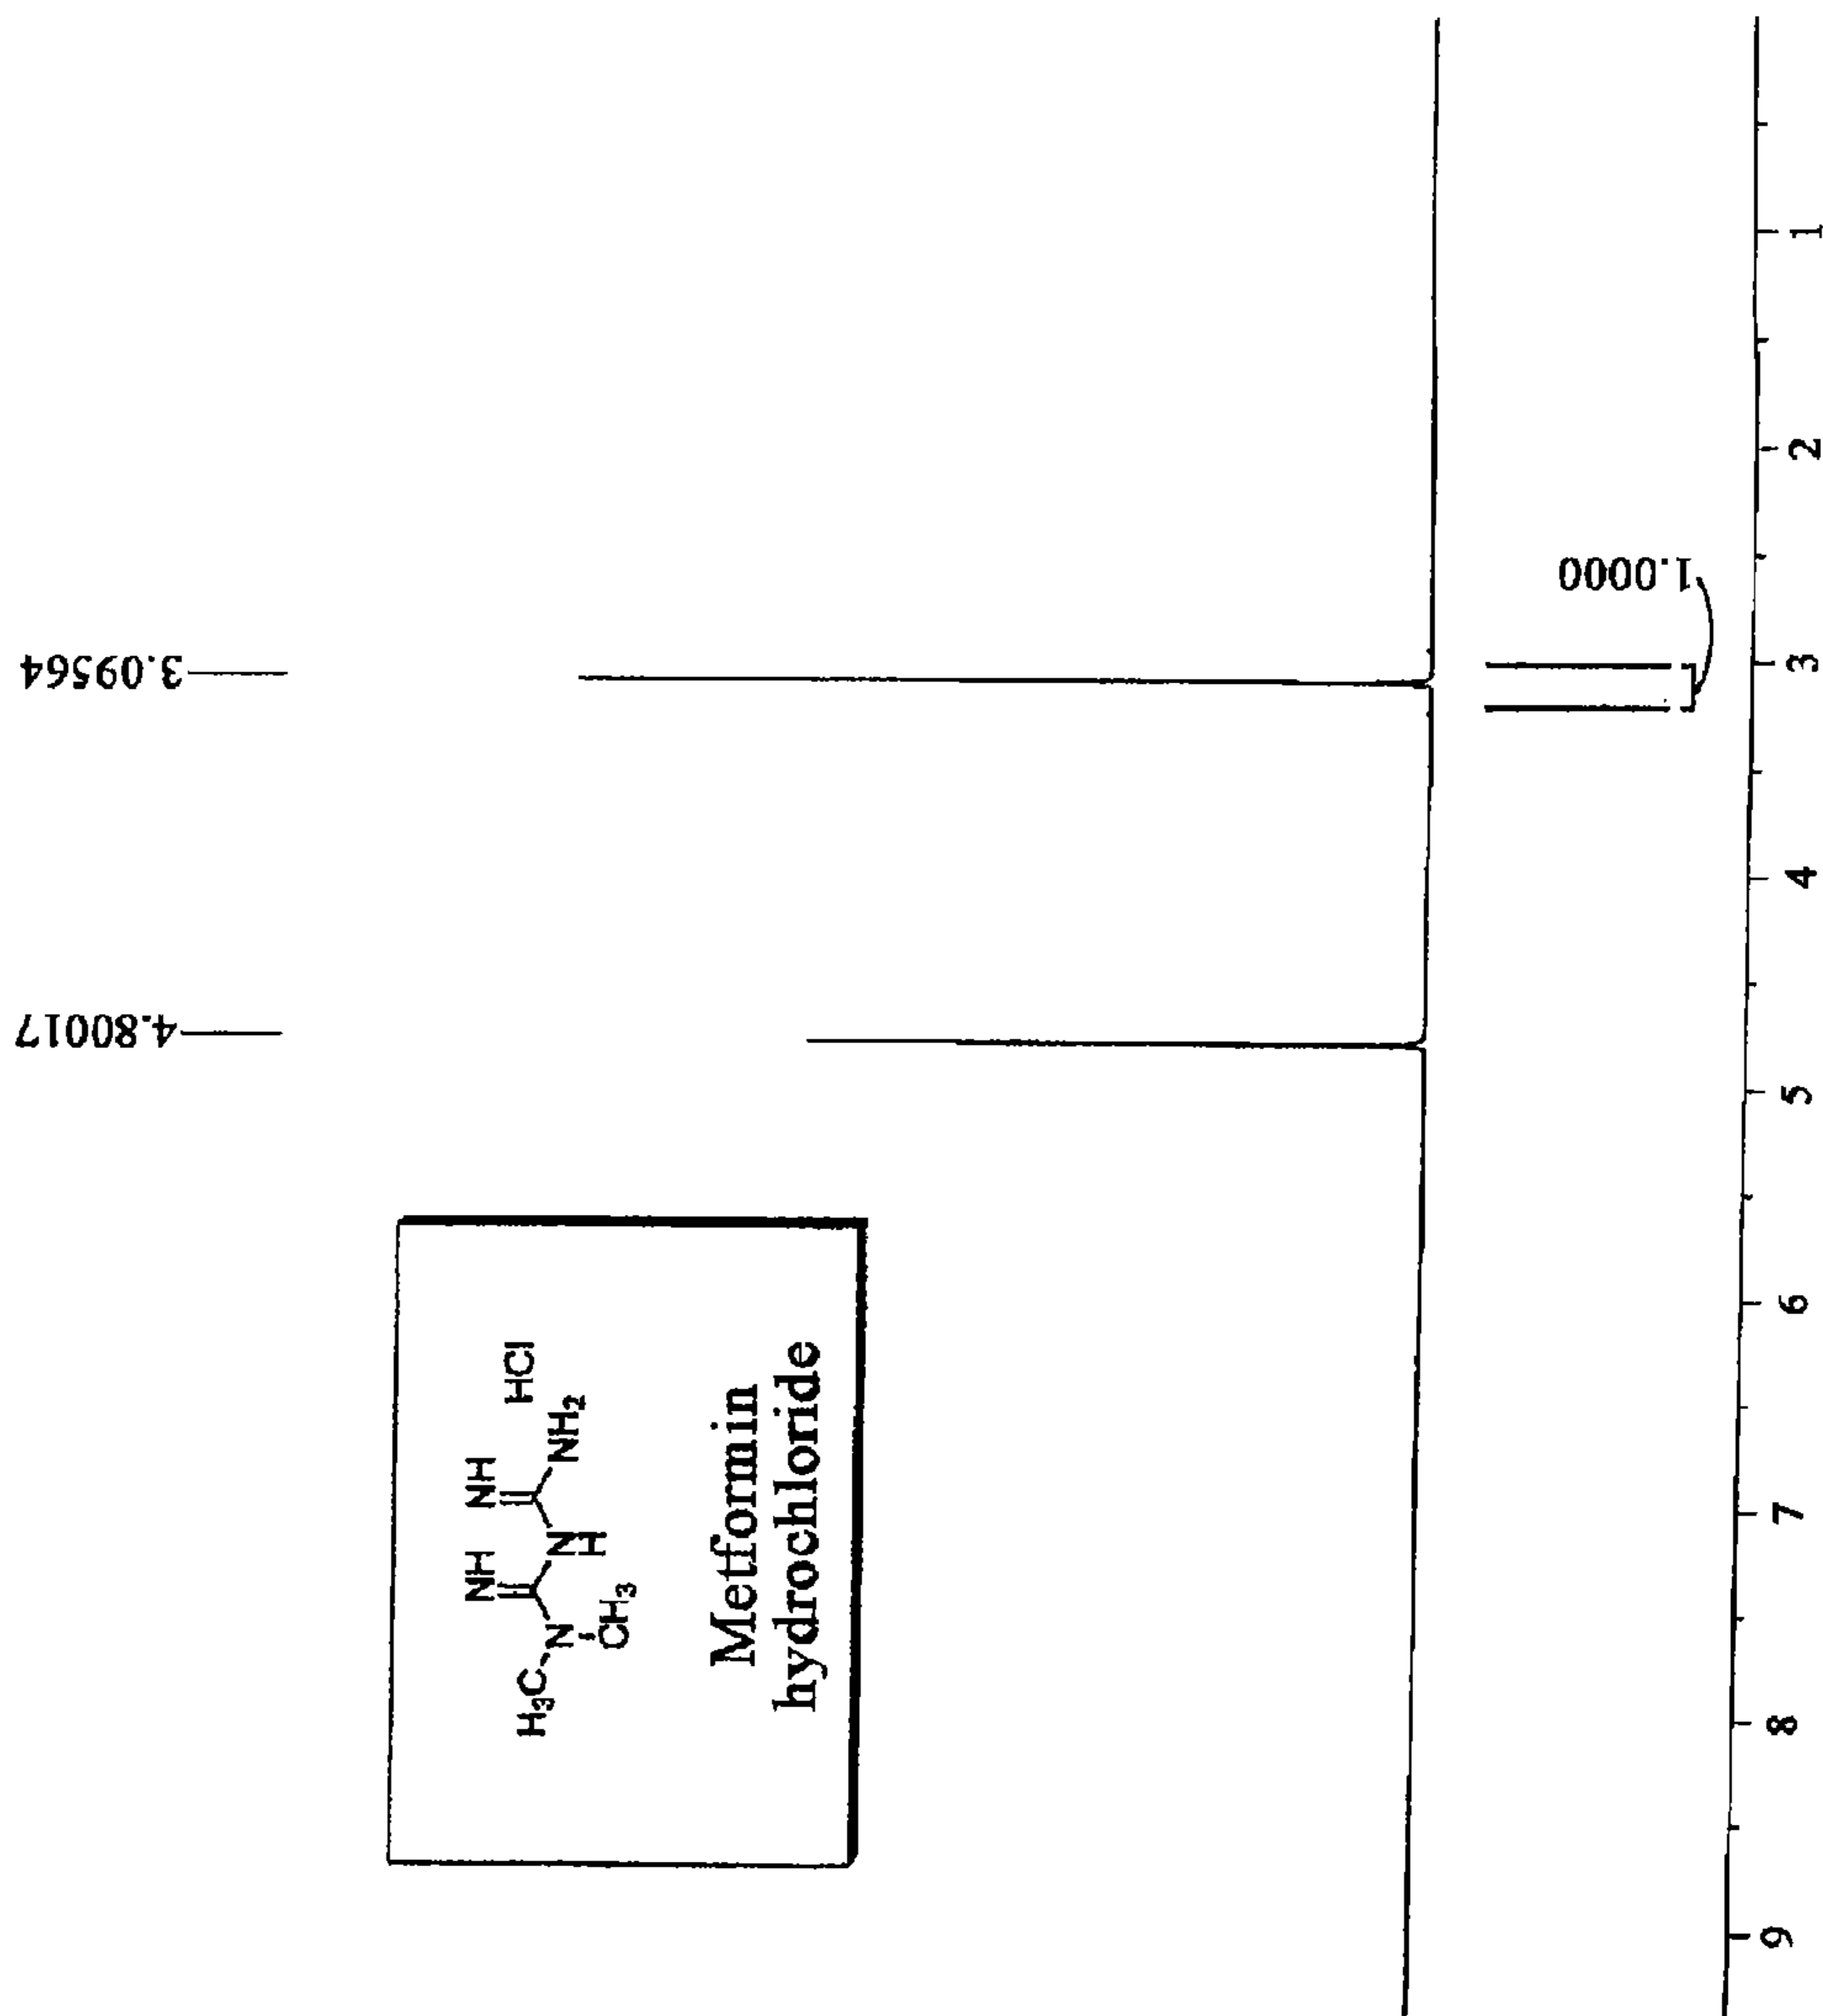 4.80017
3.09564
NH NH
H3C N N NH2 HCl
CH3 H
Metformin
hydrochloride
1.0000
9 8 7 6 5 4 3 2 1